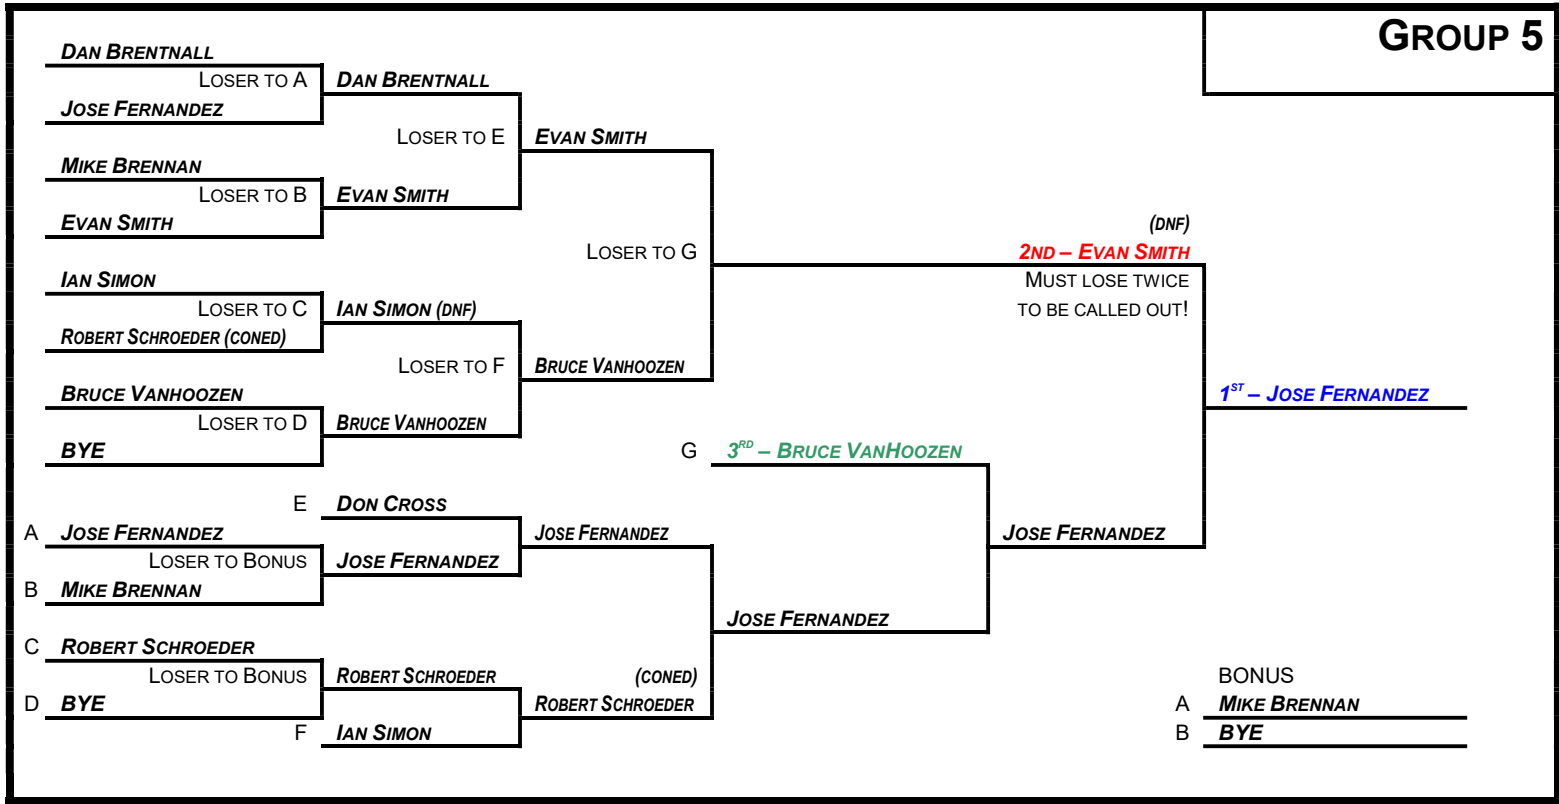 GROUP 5
DAN BRENTNALL
LOSER TO A
DAN BRENTNALL
JOSE FERNANDEZ
LOSER TO E
EVAN SMITH
MIKE BRENNAN
LOSER TO B
EVAN SMITH
EVAN SMITH
(DNF)
LOSER TO G
2ND – EVAN SMITH
IAN SIMON
MUST LOSE TWICE
LOSER TO C
IAN SIMON (DNF)
TO BE CALLED OUT!
ROBERT SCHROEDER (CONED)
LOSER TO F
BRUCE VANHOOZEN
BRUCE VANHOOZEN
1ST – JOSE FERNANDEZ
LOSER TO D
BRUCE VANHOOZEN
BYE
G
3RD – BRUCE VANHOOZEN
E
DON CROSS
A
JOSE FERNANDEZ
JOSE FERNANDEZ
JOSE FERNANDEZ
LOSER TO BONUS
JOSE FERNANDEZ
B
MIKE BRENNAN
JOSE FERNANDEZ
C
ROBERT SCHROEDER
LOSER TO BONUS
ROBERT SCHROEDER
(CONED)
BONUS
D
BYE
ROBERT SCHROEDER
A
MIKE BRENNAN
F
IAN SIMON
B
BYE